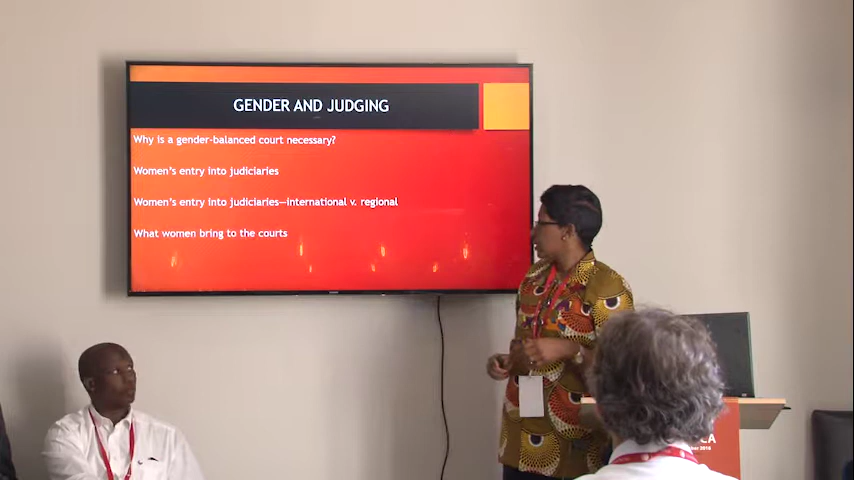 GENDER AND JUDGING
Why is a gender-balanced court necessary?
Women's entry into judiciaries
Women's entry into judiciaries—international v. regional
What women bring to the courts
2016